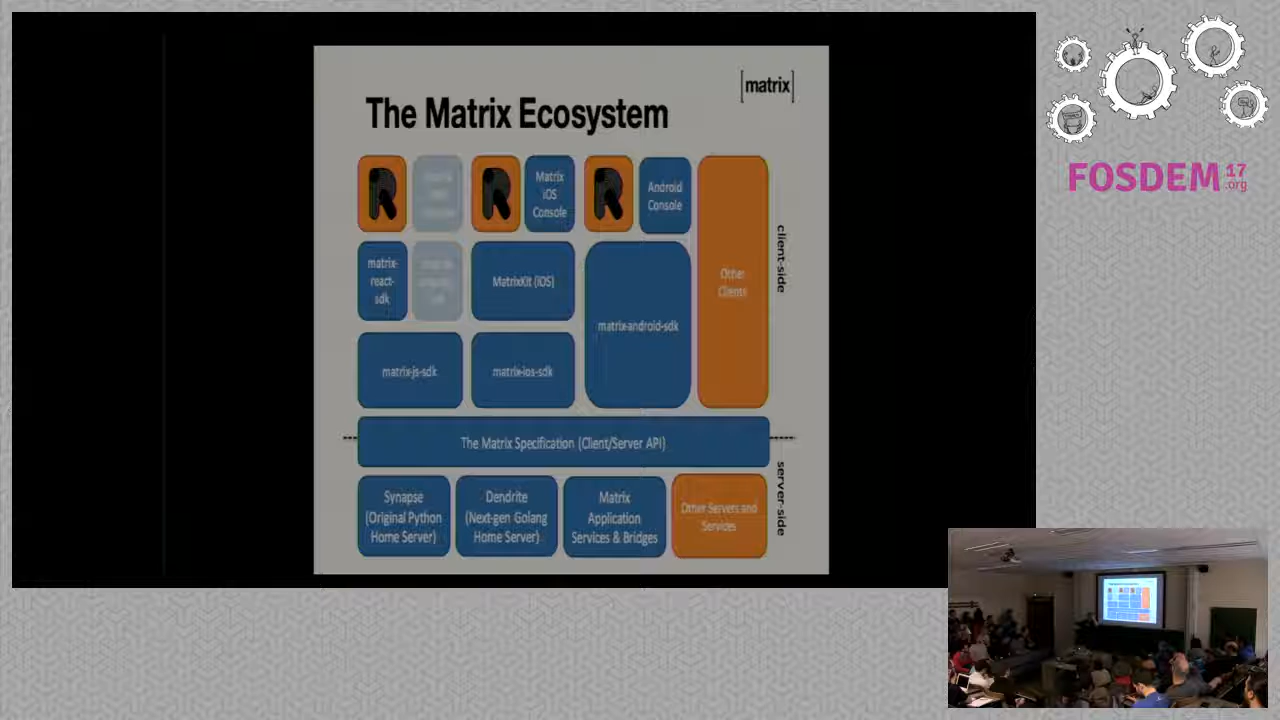 [matrix]
The Matrix Ecosystem
R
R
Matrix
iOS
Console
R
Android
Console
Other
Clients
client-side
matrix-
react-
sdk
MatrixKit (iOS)
matrix-android-sdk
matrix-js-sdk
matrix-ios-sdk
The Matrix Specification (Client/Server API)
server-side
Synapse
(Original Python
Home Server)
Dendrite
(Next-gen Golang
Home Server)
Matrix
Application
Services & Bridges
Other Servers and
Services
FOSDEM 17
.org